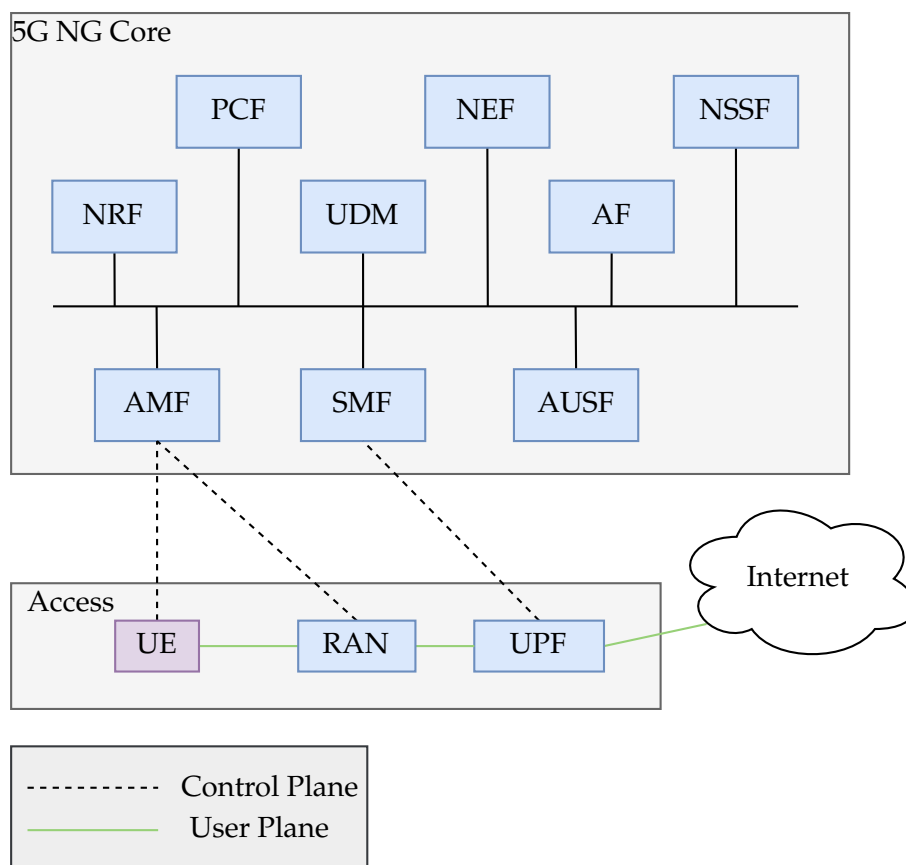 5G NG Core
PCF
NEF
NSSF
NRF
UDM
AF
AMF
SMF
AUSF
Internet
Access
UE
RAN
UPF
Control Plane
User Plane